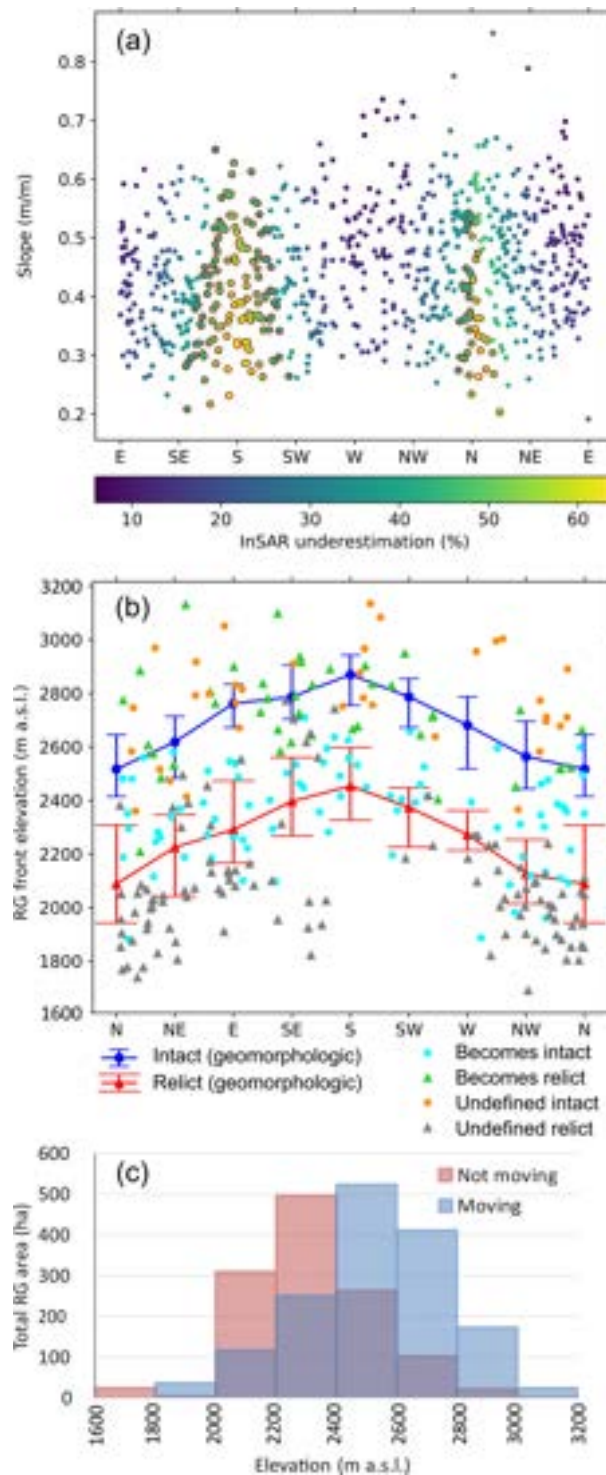 (a)
0.8
0.7
0.6
0.5
0.4
0.3
0.2
Slope (m/m)
E SE S SW W NW N NE E
10 20 30 40 50 60
InSAR underestimation (%)
(b)
3200
3000
2800
2600
2400
2200
2000
1800
1600
RG front elevation (m a.s.l.)
N NE E SE S SW W NW N
Intact (geomorphologic)
Relict (geomorphologic)
Becomes intact
Becomes relict
Undefined intact
Undefined relict
(c)
Not moving
Moving
600
500
400
300
200
100
0
Total RG area (ha)
1600 1800 2000 2200 2400 2600 2800 3000 3200
Elevation (m a.s.l.)